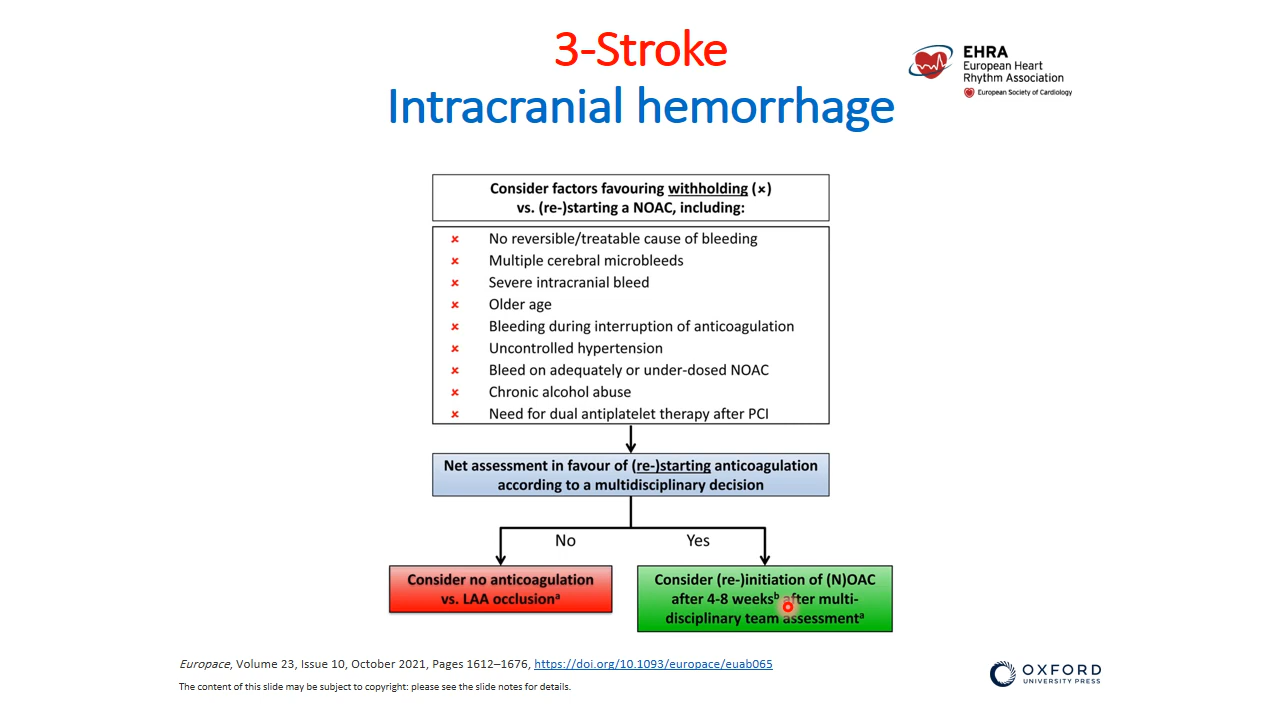 3-Stroke
Intracranial hemorrhage
EHRA
European Heart
Rhythm Association
European Society of Cardiology
Consider factors favouring withholding (×)
vs. (re-)starting a NOAC, including:
× No reversible/treatable cause of bleeding
× Multiple cerebral microbleeds
× Severe intracranial bleed
× Older age
× Bleeding during interruption of anticoagulation
× Uncontrolled hypertension
× Bleed on adequately or under-dosed NOAC
× Chronic alcohol abuse
× Need for dual antiplatelet therapy after PCI
Net assessment in favour of (re-)starting anticoagulation
according to a multidisciplinary decision
No
Yes
Consider no anticoagulation
vs. LAA occlusionᵃ
Consider (re-)initiation of (N)OAC
after 4-8 weeksᵇ after multi-
disciplinary team assessmentᵃ
Europace, Volume 23, Issue 10, October 2021, Pages 1612–1676, https://doi.org/10.1093/europace/euab065
The content of this slide may be subject to copyright: please see the slide notes for details.
OXFORD
UNIVERSITY PRESS